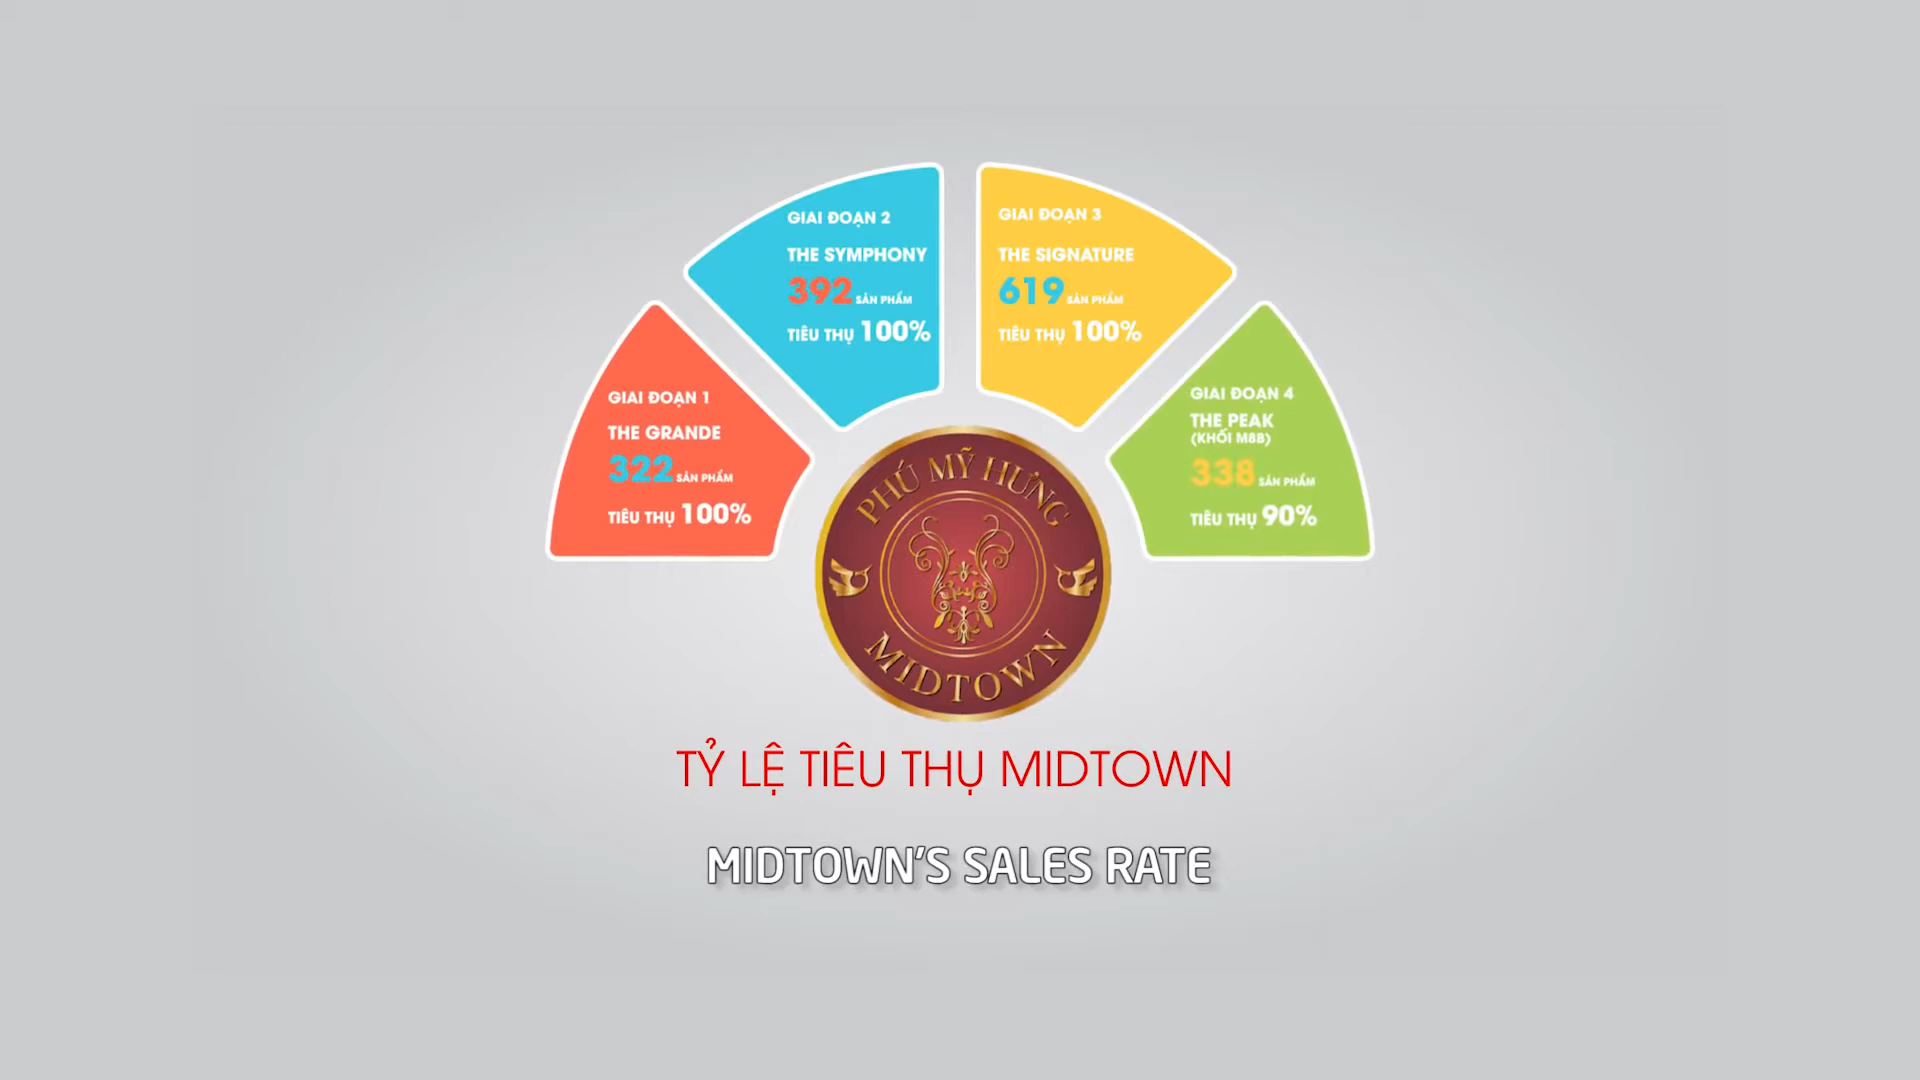 GIAI ĐOẠN 1
THE GRANDE
322 SẢN PHẨM
TIÊU THỤ 100%
GIAI ĐOẠN 2
THE SYMPHONY
392 SẢN PHẨM
TIÊU THỤ 100%
GIAI ĐOẠN 3
THE SIGNATURE
619 SẢN PHẨM
TIÊU THỤ 100%
GIAI ĐOẠN 4
THE PEAK
(KHỐI M8B)
338 SẢN PHẨM
TIÊU THỤ 90%
PHÚ MỸ HƯNG
MIDTOWN
TỶ LỆ TIÊU THỤ MIDTOWN
MIDTOWN'S SALES RATE